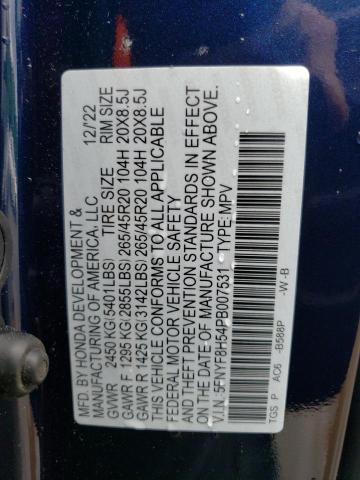 MFD. BY HONDA DEVELOPMENT & 12/'22
MANUFACTURING OF AMERICA, LLC.
GVWR 2450 KG(5401LBS) TIRE SIZE RIM SIZE
GAWR F 1295 KG(2855LBS) 265/45R20 104H 20X8.5J
GAWR R 1425 KG(3142LBS) 265/45R20 104H 20X8.5J
THIS VEHICLE CONFORMS TO ALL APPLICABLE
FEDERAL MOTOR VEHICLE SAFETY
AND THEFT PREVENTION STANDARDS IN EFFECT
ON THE DATE OF MANUFACTURE SHOWN ABOVE.
V.I.N.: 5FNYF8H54PB007531 TYPE: MPV
TGS P AC6 -B588P -W -B